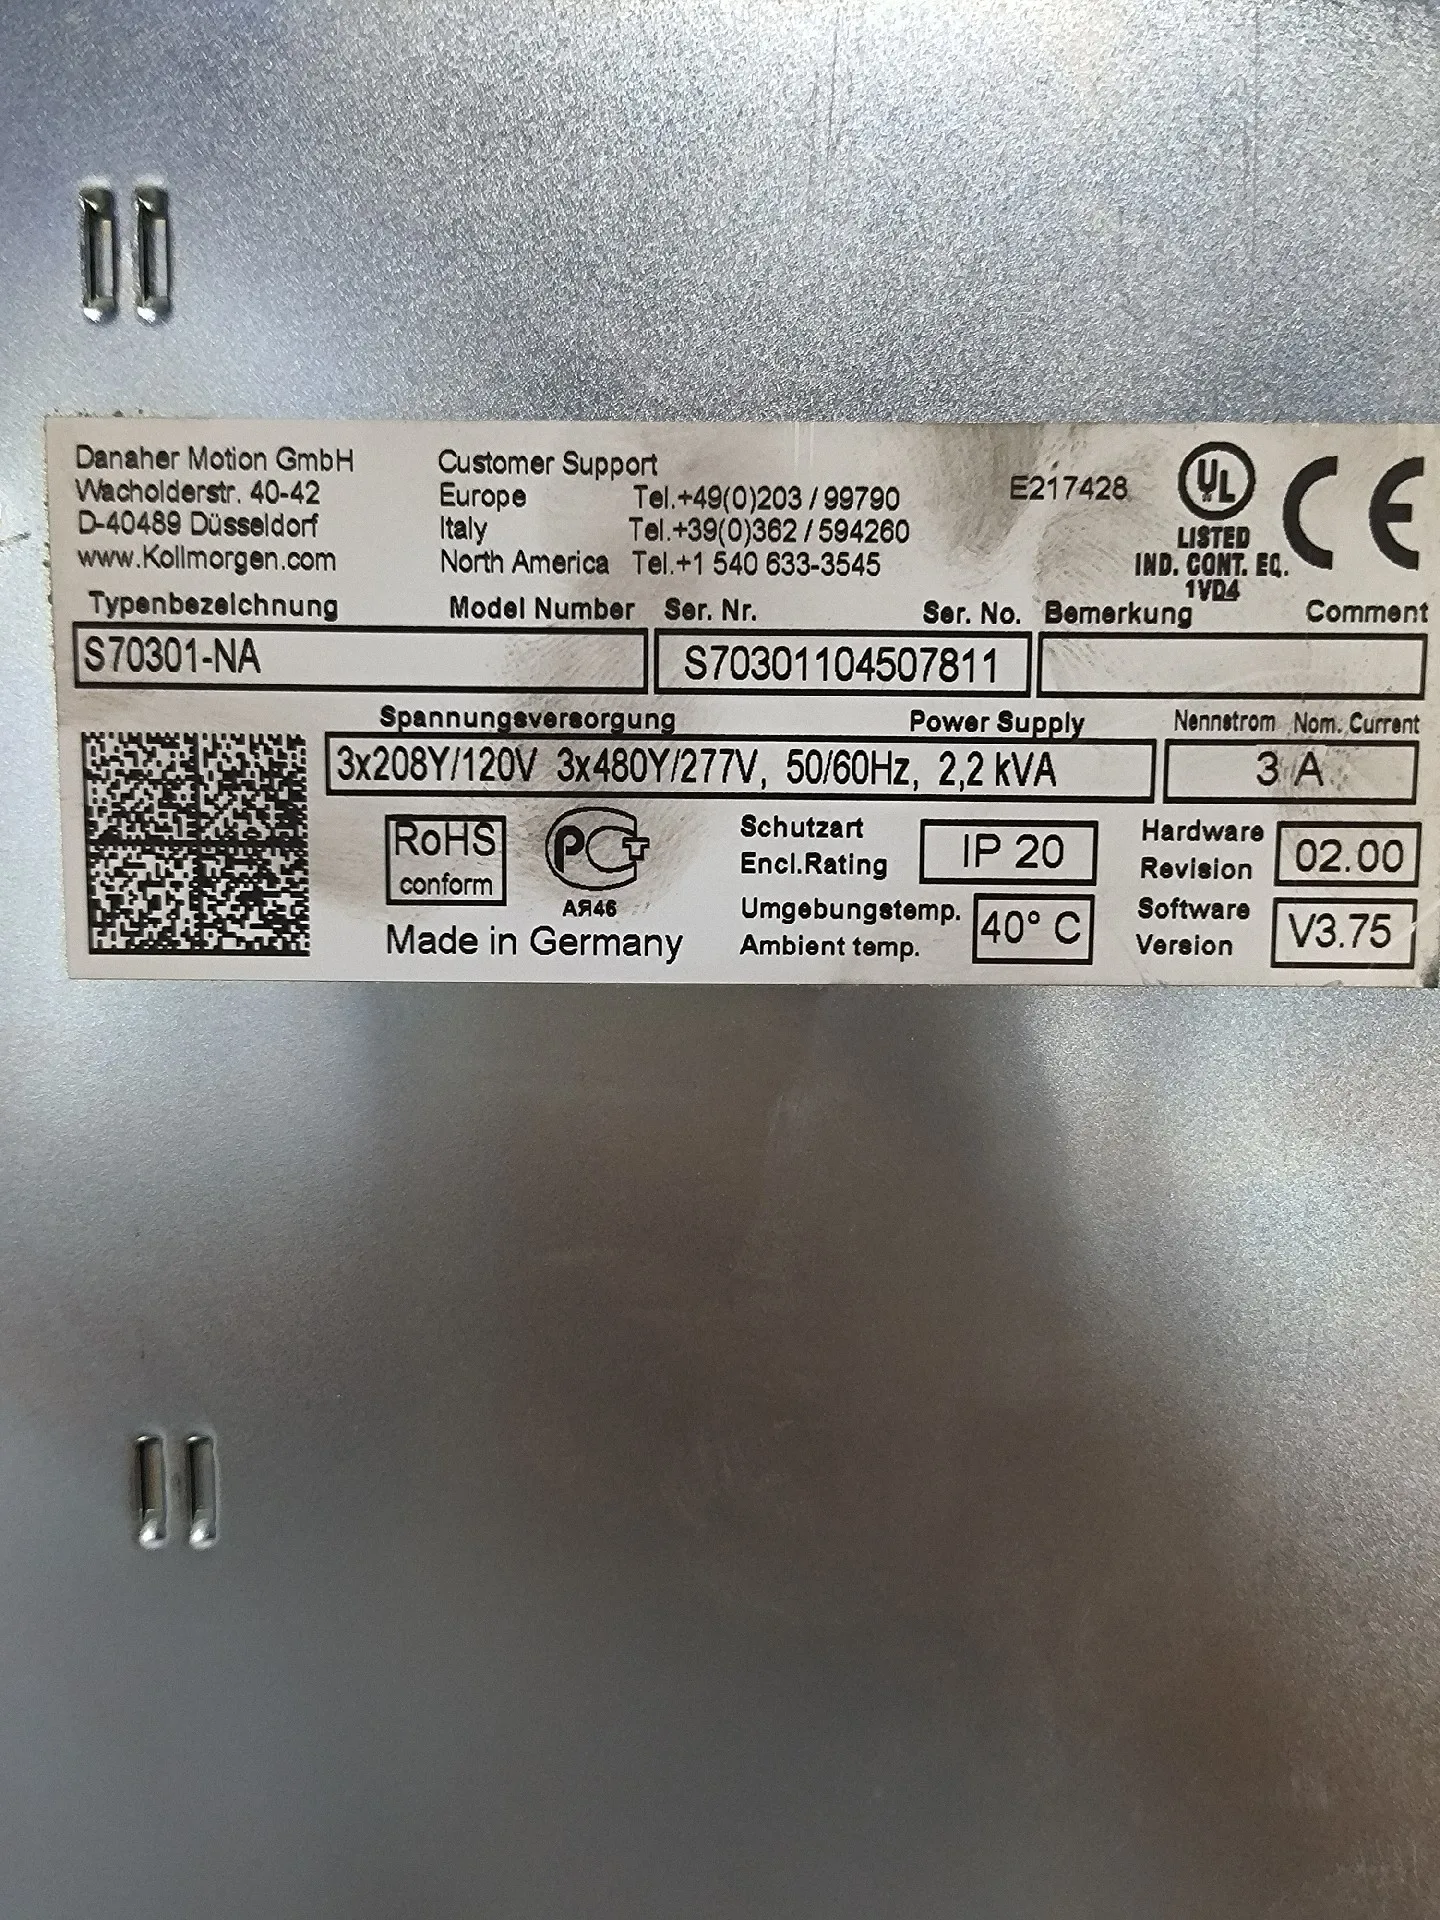 Danaher Motion GmbH
Wacholderstr. 40-42
D-40489 Düsseldorf
www.Kollmorgen.com
Customer Support
Europe Tel.+49(0)203 / 99790
Italy Tel.+39(0)362 / 594260
North America Tel.+1 540 633-3545
E217428
UL
LISTED
IND. CONT. EQ.
1VD4
CE
Typenbezeichnung Model Number Ser. Nr. Ser. No. Bemerkung Comment
S70301-NA S70301104507811
Spannungsversorgung Power Supply Nennstrom Nom. Current
3x208Y/120V 3x480Y/277V, 50/60Hz, 2,2 kVA 3 A
RoHS
conform
РСТ
АЯ46
Made in Germany
Schutzart
Encl.Rating
IP 20
Umgebungstemp.
Ambient temp.
40° C
Hardware
Revision
02.00
Software
Version
V3.75